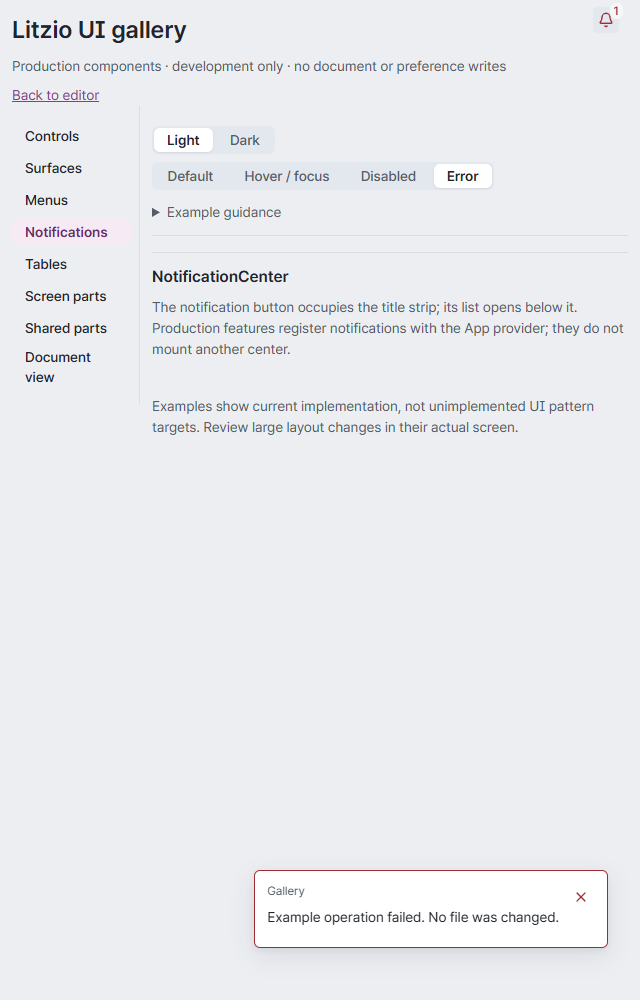 Litzio UI gallery
1
Production components · development only · no document or preference writes
Back to editor
Controls
Surfaces
Menus
Notifications
Tables
Screen parts
Shared parts
Document
view
Light Dark
Default Hover / focus Disabled Error
Example guidance
NotificationCenter
The notification button occupies the title strip; its list opens below it.
Production features register notifications with the App provider; they do not
mount another center.
Examples show current implementation, not unimplemented UI pattern
targets. Review large layout changes in their actual screen.
Gallery
Example operation failed. No file was changed.